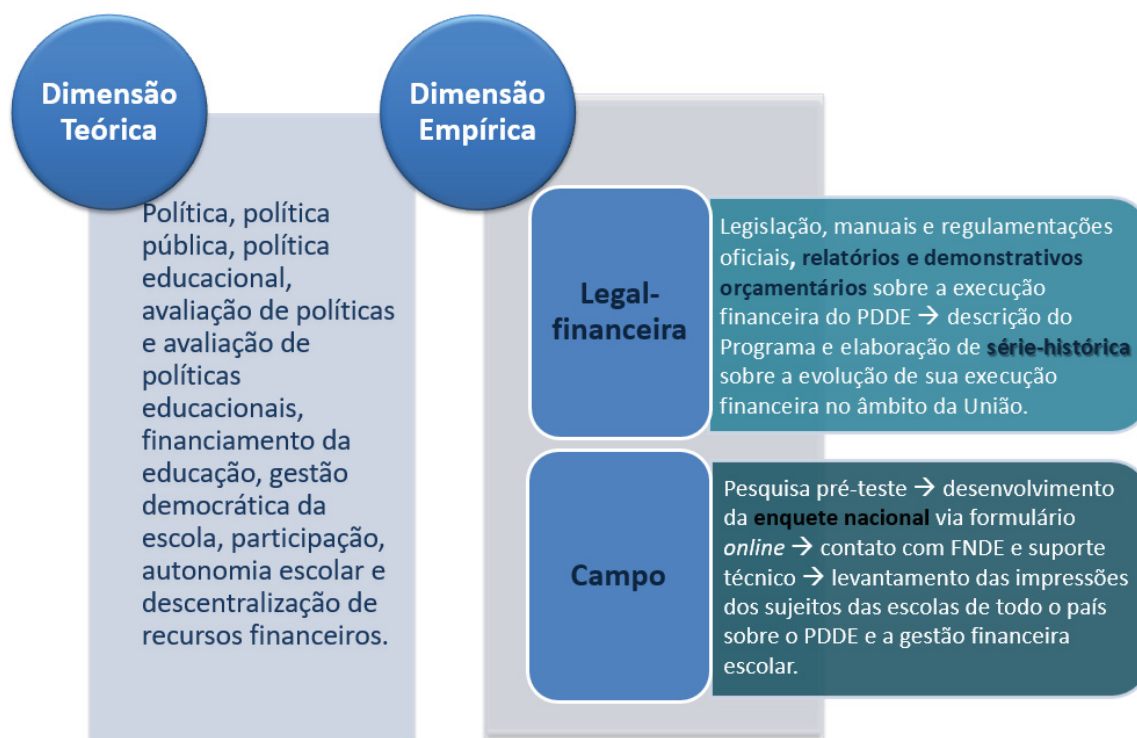 Dimensão
Teórica
Política, política
pública, política
educacional,
avaliação de políticas
e avaliação de
políticas
educacionais,
financiamento da
educação, gestão
democrática da
escola, participação,
autonomia escolar e
descentralização de
recursos financeiros.
Dimensão
Empírica
Legal-
financeira
Legislação, manuais e regulamentações
oficiais, relatórios e demonstrativos
orçamentários sobre a execução
financeira do PDDE → descrição do
Programa e elaboração de série-histórica
sobre a evolução de sua execução
financeira no âmbito da União.
Campo
Pesquisa pré-teste → desenvolvimento
da enquete nacional via formulário
online → contato com FNDE e suporte
técnico → levantamento das impressões
dos sujeitos das escolas de todo o país
sobre o PDDE e a gestão financeira
escolar.